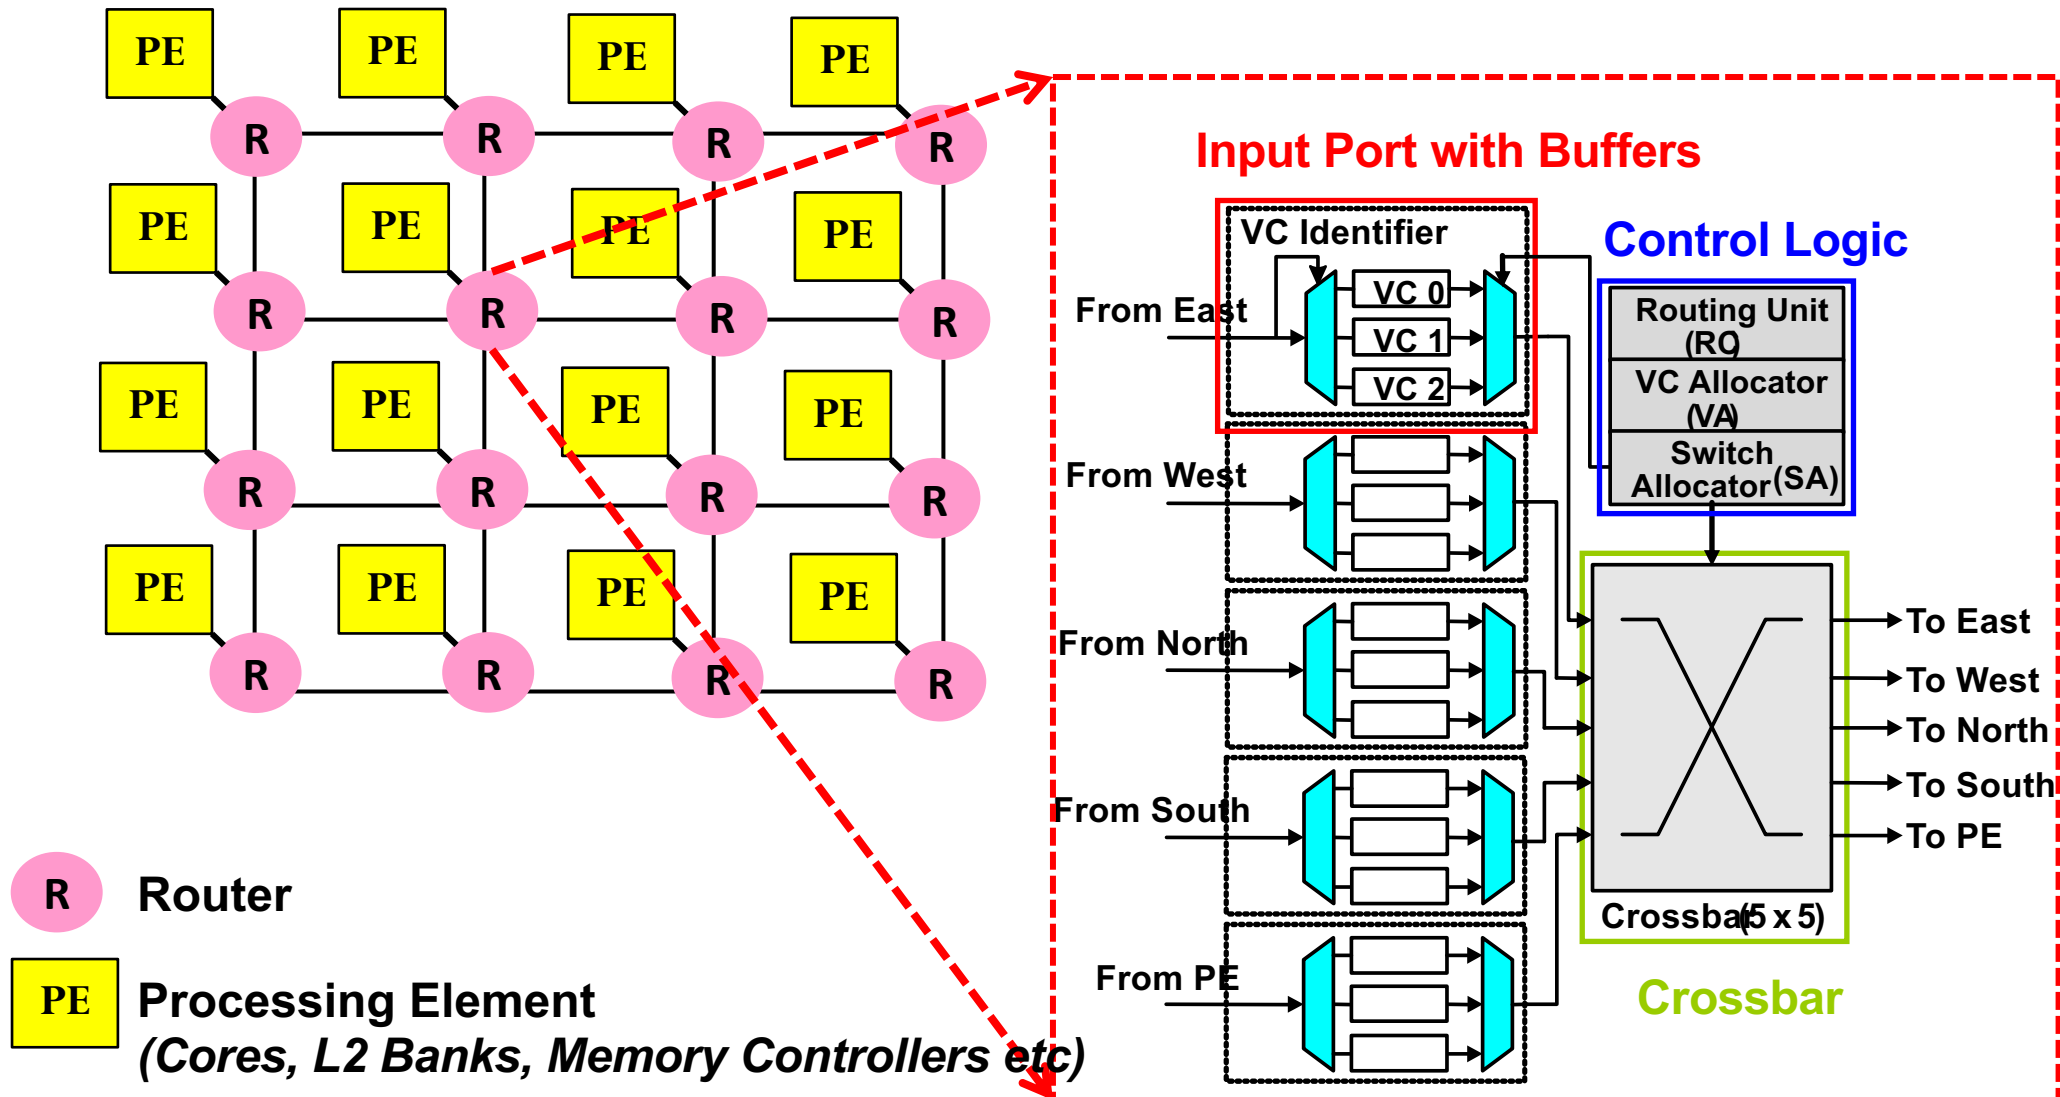 PE PE PE PE
R R R R
PE PE PE PE
R R R R
PE PE PE PE
R R R R
PE PE PE PE
R R R R
R Router
PE Processing Element
(Cores, L2 Banks, Memory Controllers etc)
Input Port with Buffers
VC Identifier
From East
VC 0
VC 1
VC 2
From West
From North
From South
From PE
Control Logic
Routing Unit
(RC)
VC Allocator
(VA)
Switch
Allocator (SA)
To East
To West
To North
To South
To PE
Crossbar (5 x 5)
Crossbar